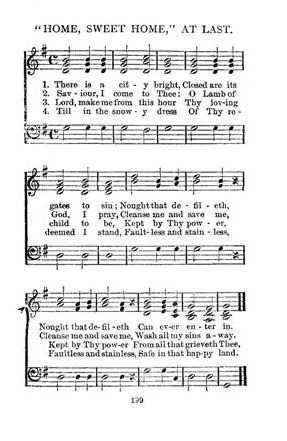 "HOME, SWEET HOME," AT LAST.
1. There is a cit-y bright, Closed are its
2. Sav-iour, I come to Thee: O Lamb of
3. Lord, make me from this hour Thy lov-ing
4. Till in the snow-y dress Of Thy re-
gates to sin; Nought that de-fil-eth,
God, I pray, Cleanse me and save me,
child to be, Kept by Thy pow-er,
deemed I stand, Fault-less and stain-less,
Nought that de-fil-eth Can ev-er en-ter in.
Cleanse me and save me, Wash all my sins a-way.
Kept by Thy pow-er From all that grieveth Thee.
Faultless and stainless, Safe in that hap-py land.
199